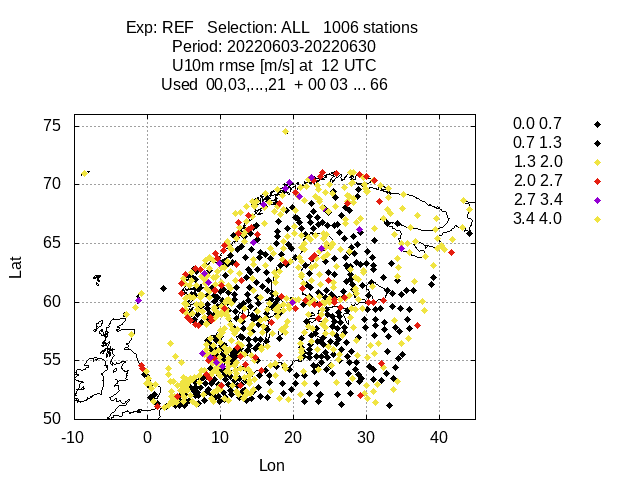 Exp: REF   Selection: ALL   1006 stations
Period: 20220603-20220630
U10m rmse [m/s] at  12 UTC
Used  00,03,...,21  + 00 03 ... 66
0.0 0.7
0.7 1.3
1.3 2.0
2.0 2.7
2.7 3.4
3.4 4.0
75
70
65
60
55
50
Lat
-10 0 10 20 30 40
Lon